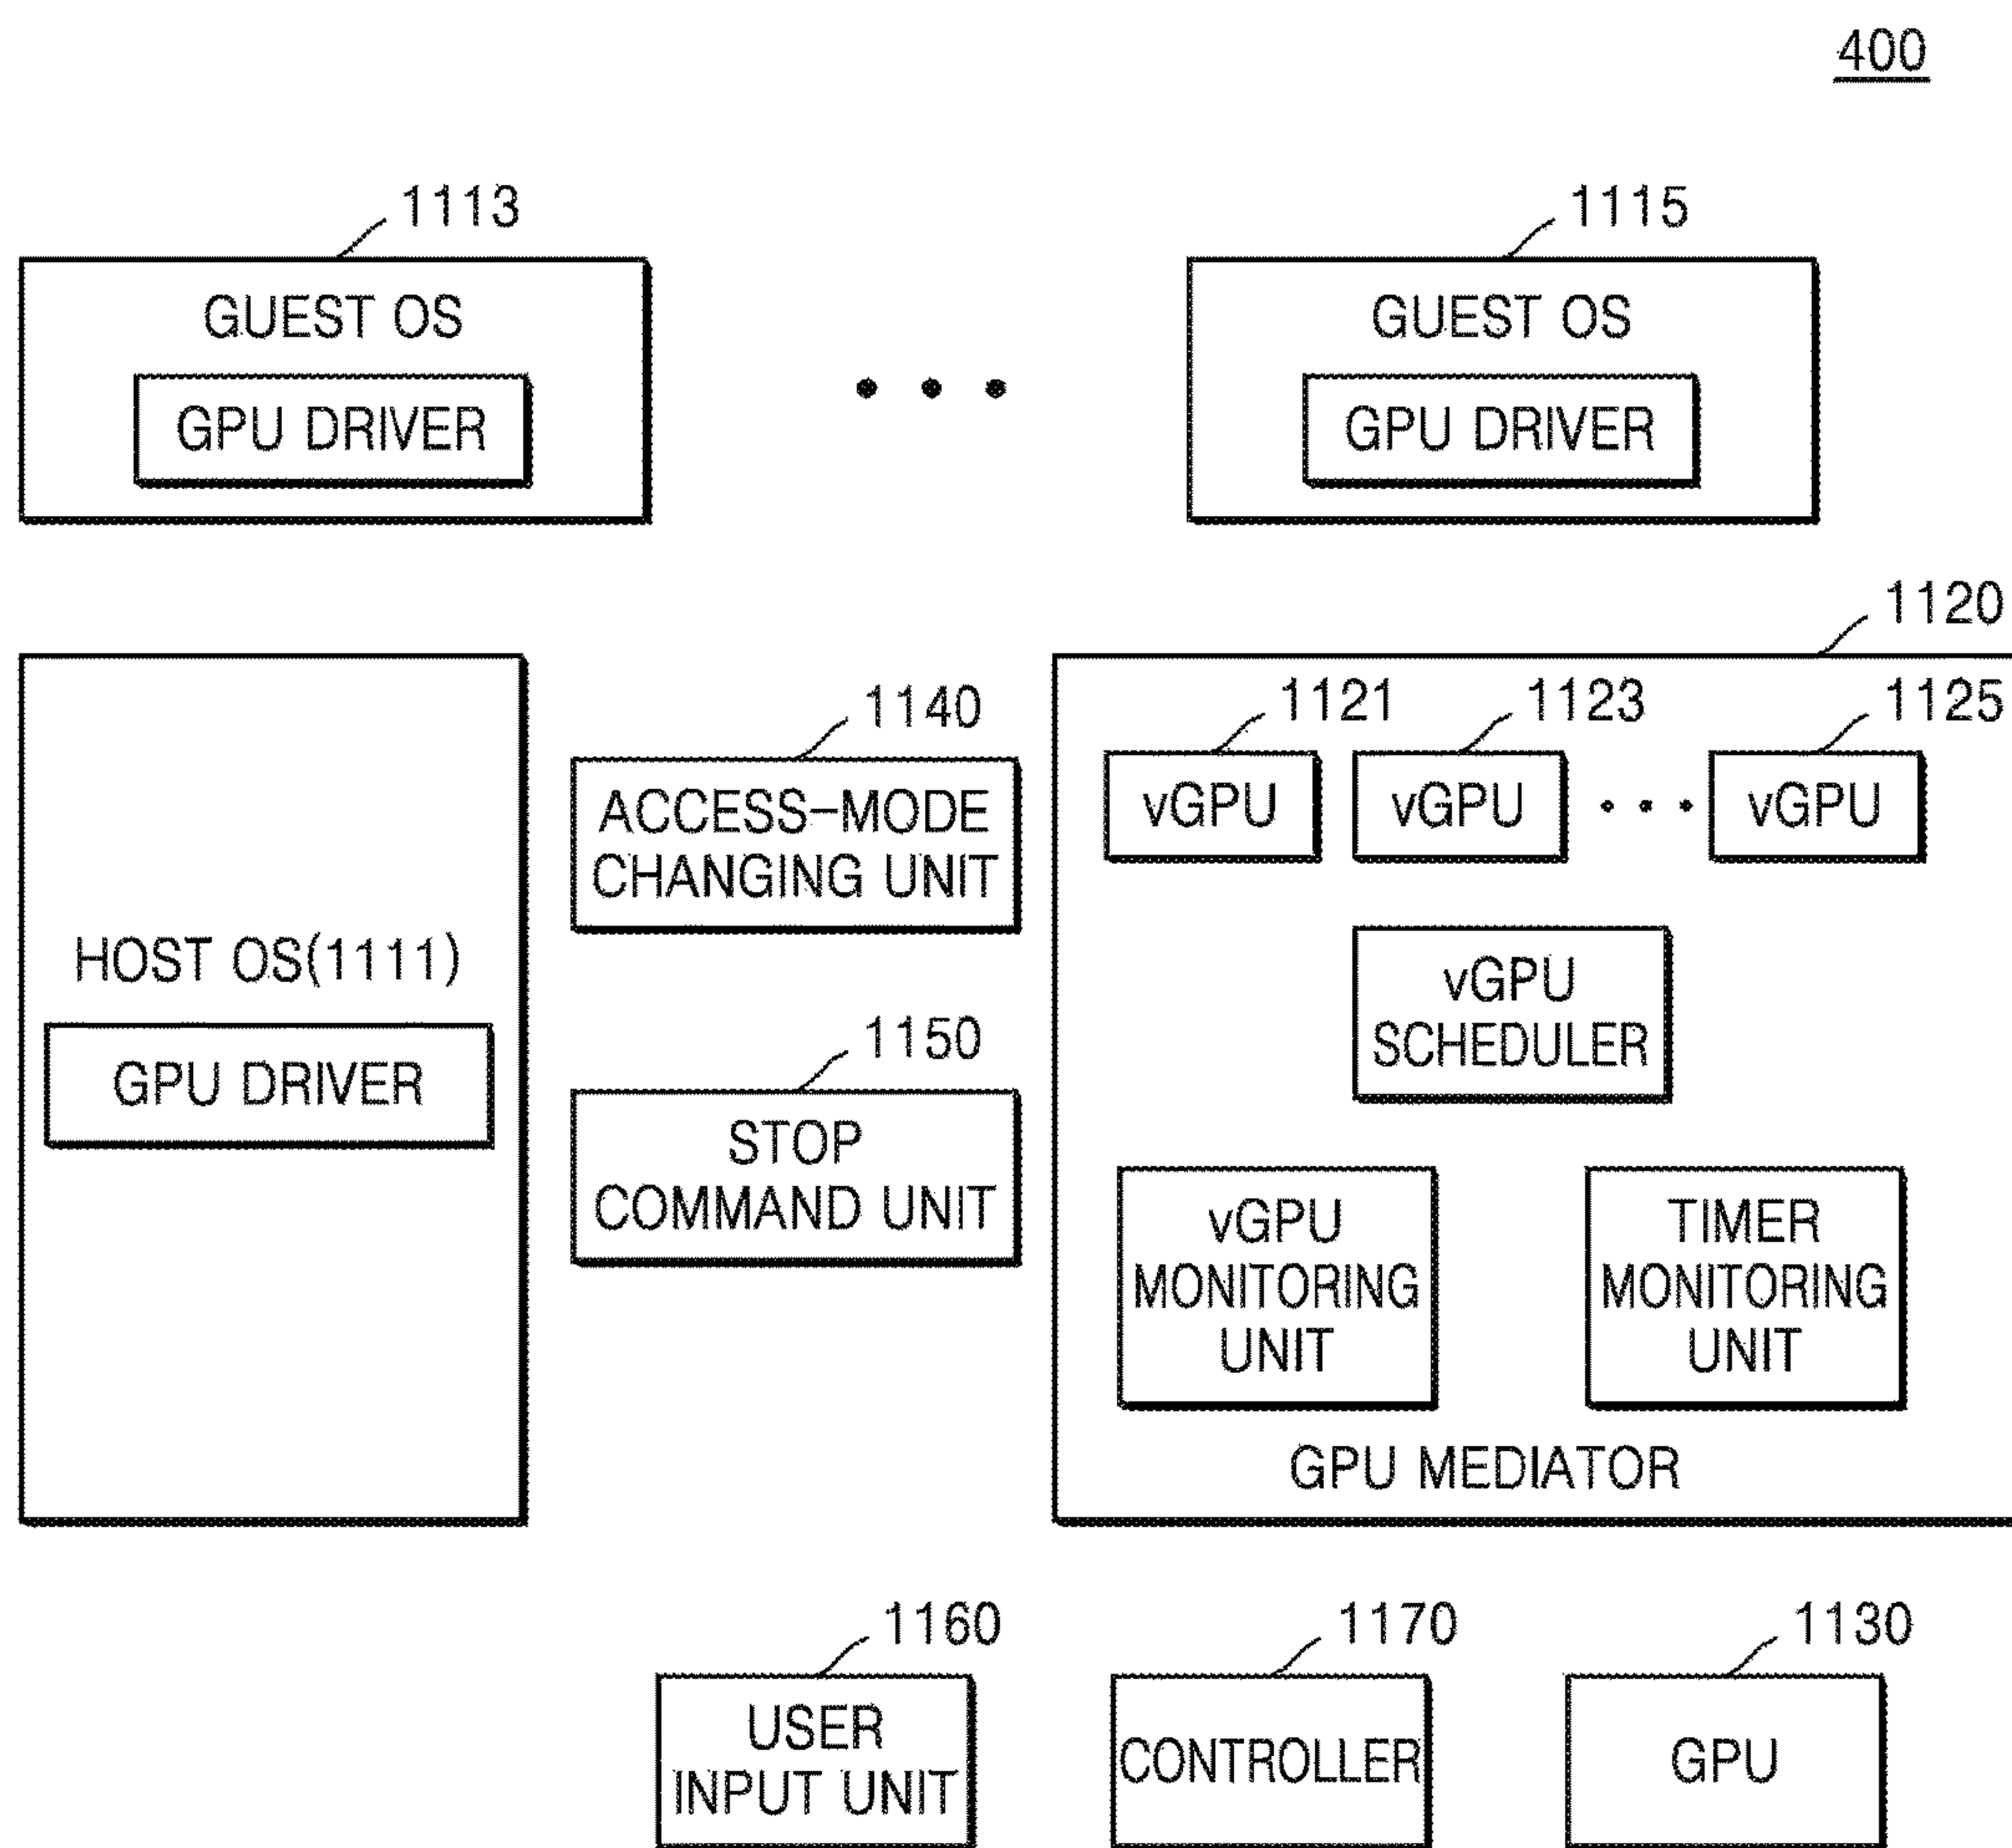 400
1113
1115
GUEST OS
GPU DRIVER
GUEST OS
GPU DRIVER
1120
HOST OS(1111)
GPU DRIVER
1140
ACCESS-MODE
CHANGING UNIT
1150
STOP
COMMAND UNIT
1121
1123
1125
vGPU
vGPU
vGPU
vGPU
SCHEDULER
vGPU
MONITORING
UNIT
TIMER
MONITORING
UNIT
GPU MEDIATOR
1160
1170
1130
USER
INPUT UNIT
CONTROLLER
GPU